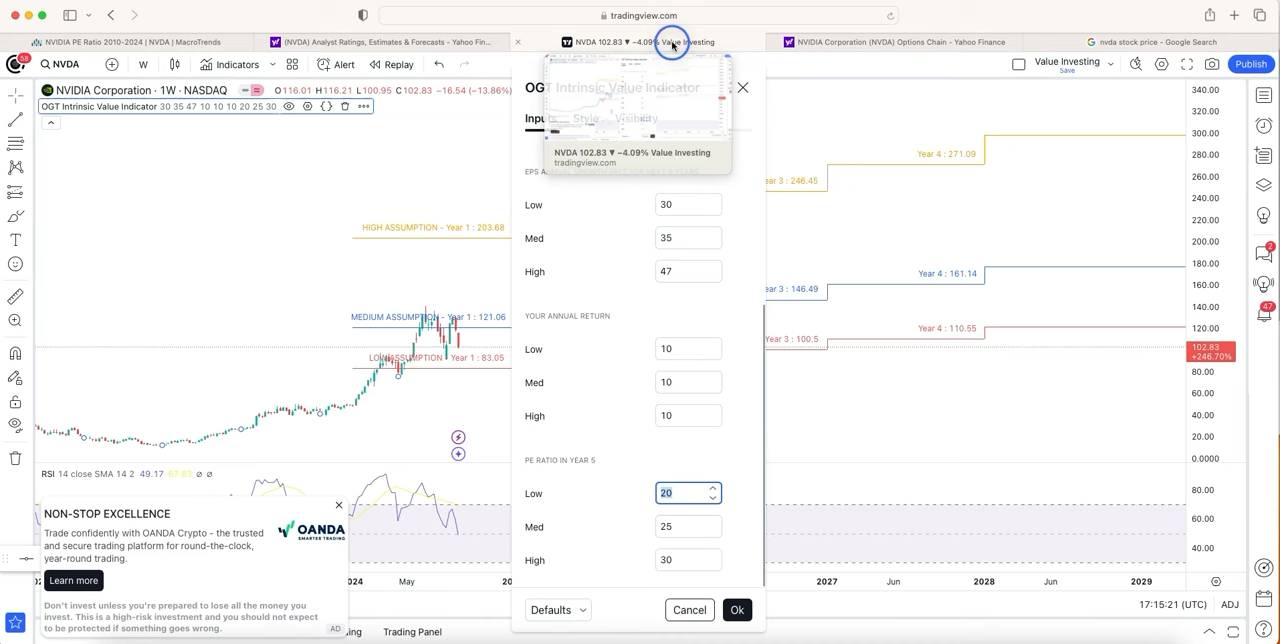 tradingview.com
NVIDIA PE Ratio 2010-2024 | NVDA | MacroTrends
(NVDA) Analyst Ratings, Estimates & Forecasts - Yahoo Fin...
NVDA 102.83 ▼ −4.09% Value Investing
NVIDIA Corporation (NVDA) Options Chain - Yahoo Finance
nvda stock price - Google Search
58
NVDA
W
Indicators
Alert
Replay
Value Investing
Save
Publish
NVIDIA Corporation · 1W · NASDAQ
O116.01 H116.21 L100.95 C102.83 −16.54 (−13.86%)
OGT Intrinsic Value Indicator 30 35 47 10 10 10 20 25 30
OGT Intrinsic Value Indicator
Inputs
Style
Visibility
NVDA 102.83 ▼ −4.09% Value Investing
tradingview.com
Low
30
Med
35
High
47
YOUR ANNUAL RETURN
Low
10
Med
10
High
10
PE RATIO IN YEAR 5
Low
20
Med
25
High
30
Defaults
Cancel
Ok
HIGH ASSUMPTION - Year 1 : 203.68
MEDIUM ASSUMPTION - Year 1 : 121.06
LOW ASSUMPTION - Year 1 : 83.05
ear 3 : 246.45
Year 4 : 271.09
ear 3 : 146.49
Year 4 : 161.14
Year 3 : 100.5
Year 4 : 110.55
340.00
320.00
300.00
280.00
260.00
240.00
220.00
200.00
180.00
160.00
140.00
120.00
102.83
+246.70%
80.00
60.00
40.00
20.00
0.0000
80.00
60.00
40.00
2
47
RSI 14 close SMA 14 2 49.17 67.83 ⌀ ⌀
NON-STOP EXCELLENCE
Trade confidently with OANDA Crypto - the trusted
and secure trading platform for round-the-clock,
year-round trading.
OANDA
SMARTER TRADING
Learn more
Don't invest unless you're prepared to lose all the money you
invest. This is a high-risk investment and you should not expect
to be protected if something goes wrong.
AD
024
May
20
2027
Jun
2028
Jun
2029
17:15:21 (UTC)
ADJ
ting
Trading Panel